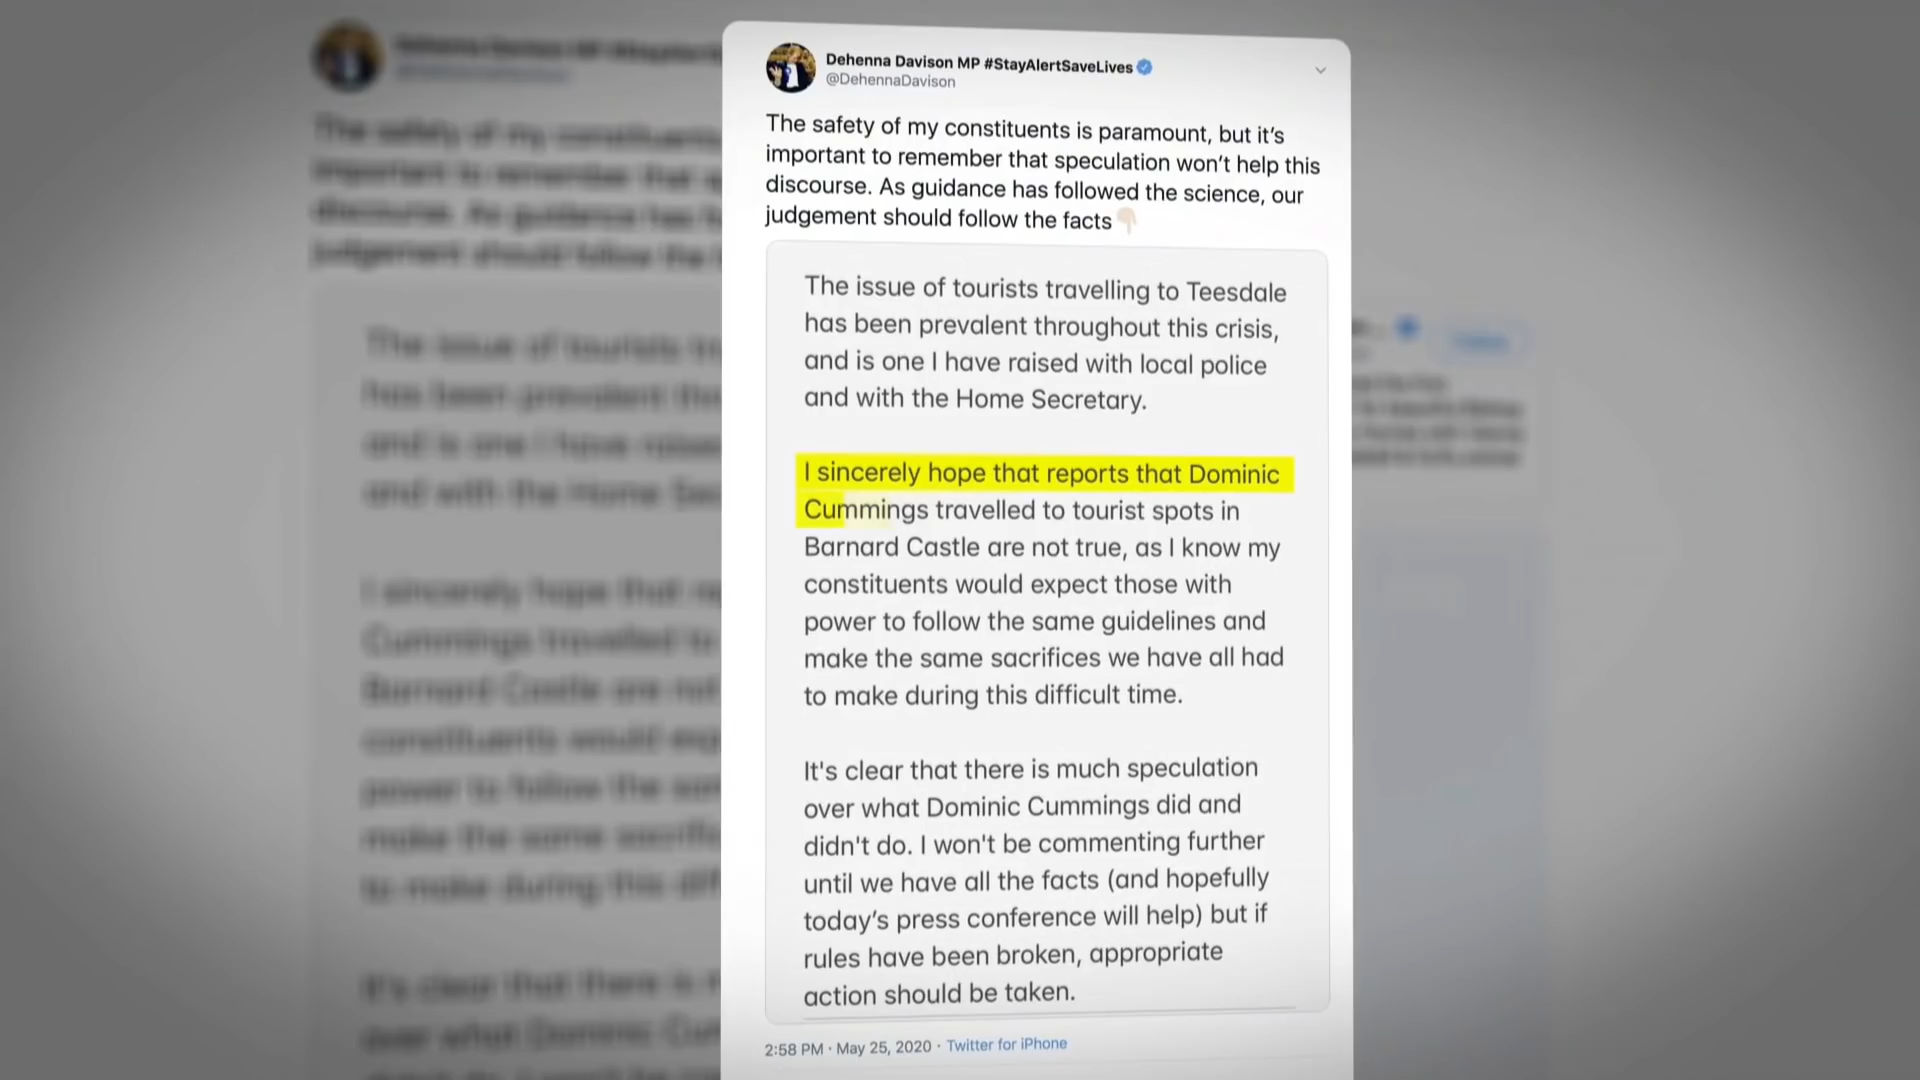 Dehenna Davison MP #StayAlertSaveLives
@DehennaDavison
The safety of my constituents is paramount, but it's
important to remember that speculation won't help this
discourse. As guidance has followed the science, our
judgement should follow the facts👇🏻
The issue of tourists travelling to Teesdale
has been prevalent throughout this crisis,
and is one I have raised with local police
and with the Home Secretary.
I sincerely hope that reports that Dominic
Cummings travelled to tourist spots in
Barnard Castle are not true, as I know my
constituents would expect those with
power to follow the same guidelines and
make the same sacrifices we have all had
to make during this difficult time.
It's clear that there is much speculation
over what Dominic Cummings did and
didn't do. I won't be commenting further
until we have all the facts (and hopefully
today's press conference will help) but if
rules have been broken, appropriate
action should be taken.
2:58 PM · May 25, 2020 · Twitter for iPhone